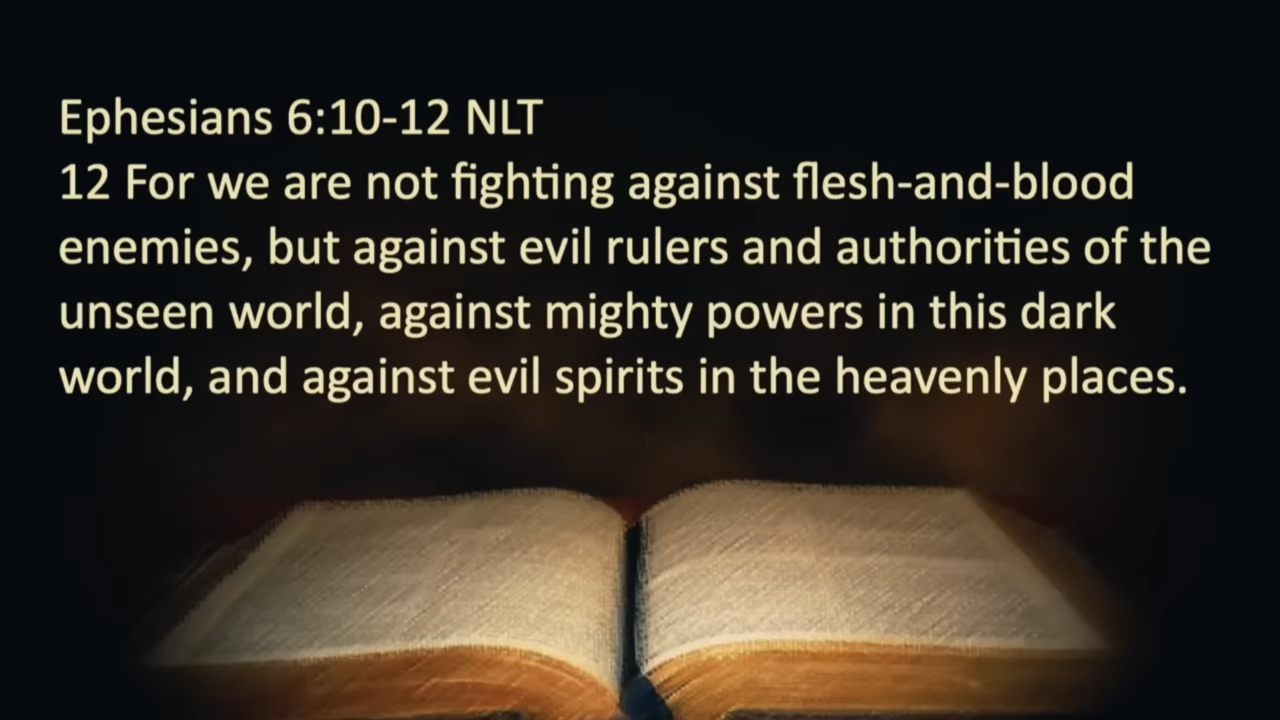 Ephesians 6:10-12 NLT
12 For we are not fighting against flesh-and-blood
enemies, but against evil rulers and authorities of the
unseen world, against mighty powers in this dark
world, and against evil spirits in the heavenly places.